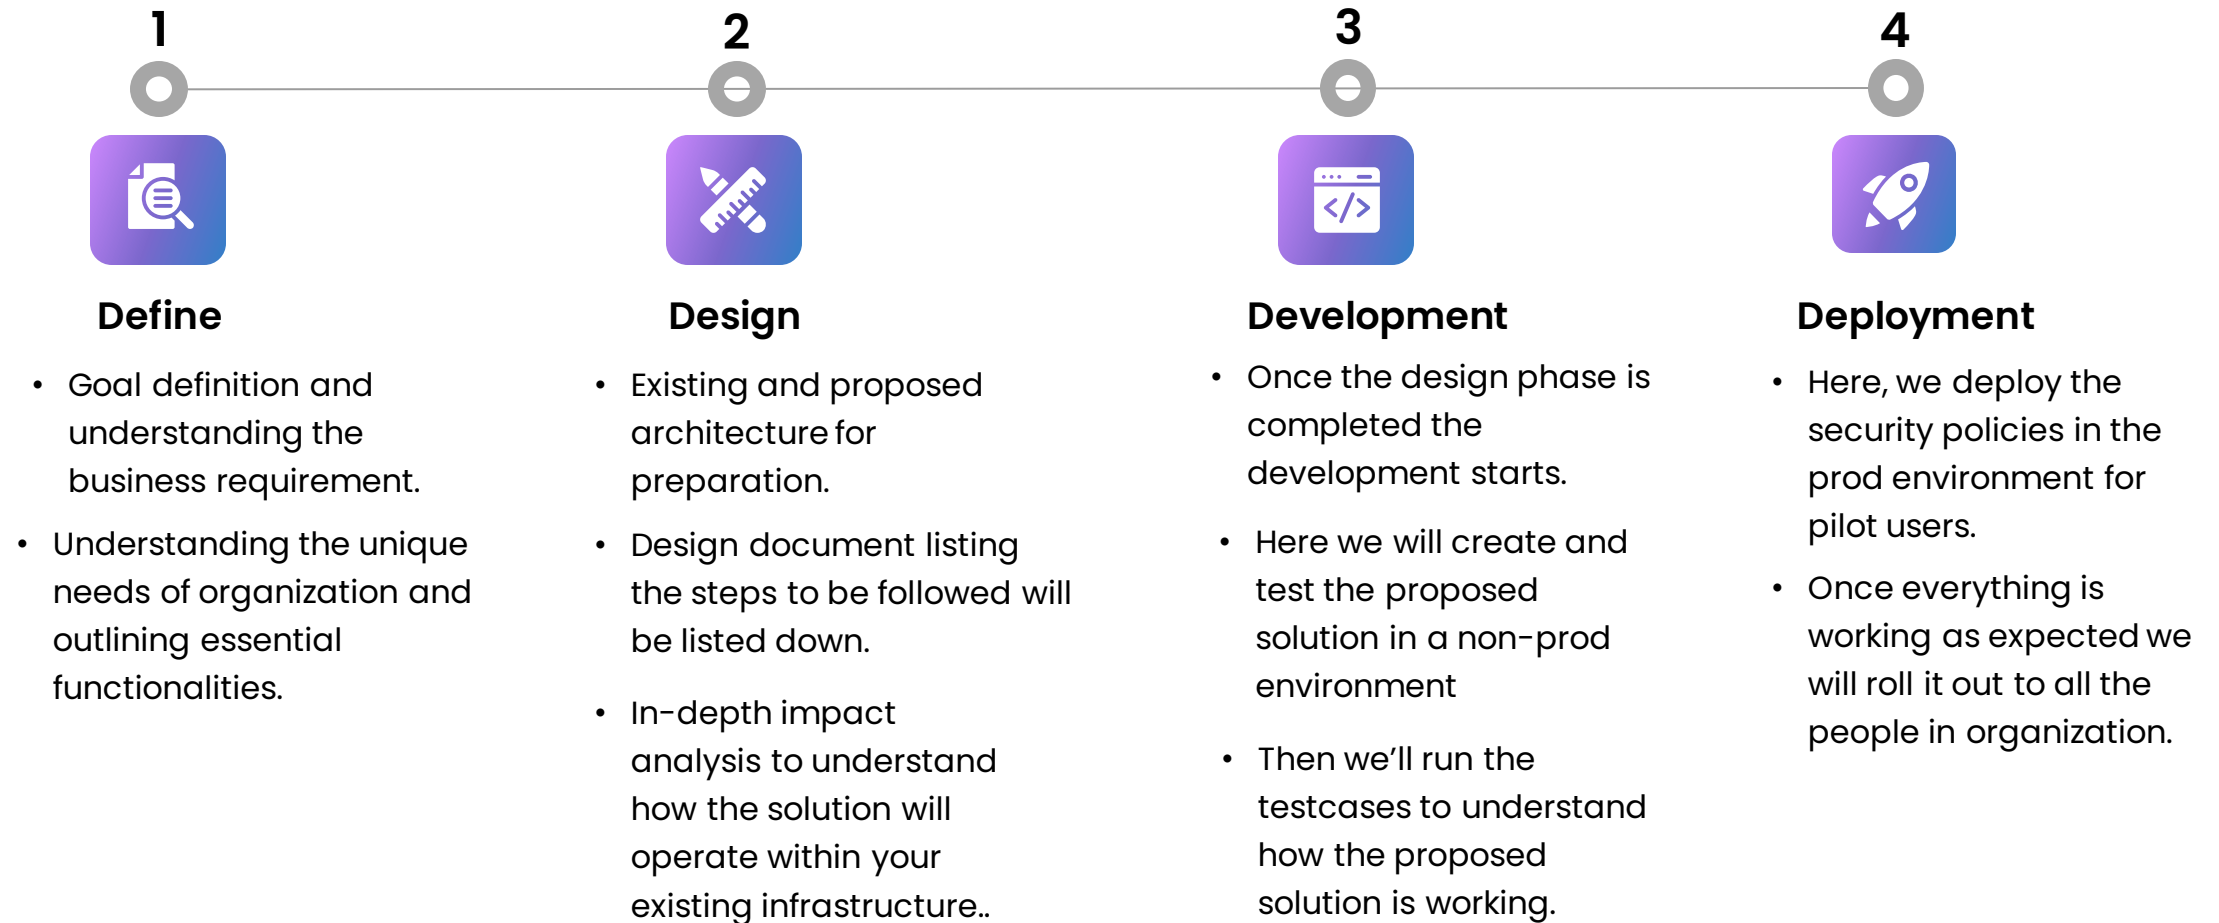 1
2
3
4
Define
• Goal definition and
understanding the
business requirement.
• Understanding the unique
needs of organization and
outlining essential
functionalities.
Design
• Existing and proposed
architecture for
preparation.
• Design document listing
the steps to be followed will
be listed down.
• In-depth impact
analysis to understand
how the solution will
operate within your
existing infrastructure..
Development
• Once the design phase is
completed the
development starts.
• Here we will create and
test the proposed
solution in a non-prod
environment
• Then we’ll run the
testcases to understand
how the proposed
solution is working.
Deployment
• Here, we deploy the
security policies in the
prod environment for
pilot users.
• Once everything is
working as expected we
will roll it out to all the
people in organization.